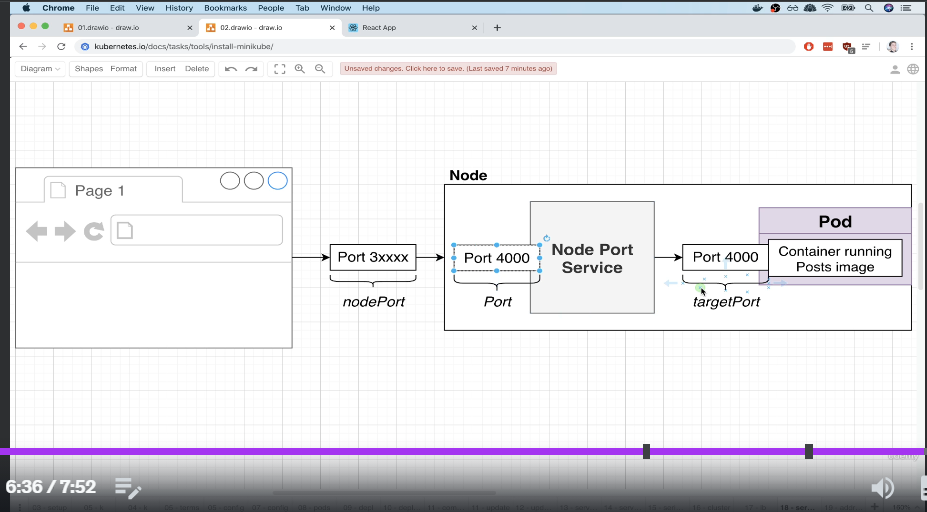 Chrome File Edit View History Bookmarks People Tab Window Help
01.drawio - draw.io
02.drawio - draw.io
React App
kubernetes.io/docs/tasks/tools/install-minikube/
Diagram Shapes Format Insert Delete
Unsaved changes. Click here to save. (Last saved 7 minutes ago)
Node
Page 1
Pod
Port 3xxxx
Port 4000
Node Port
Service
Port 4000
Container running
Posts image
nodePort
Port
targetPort
6:36 / 7:52